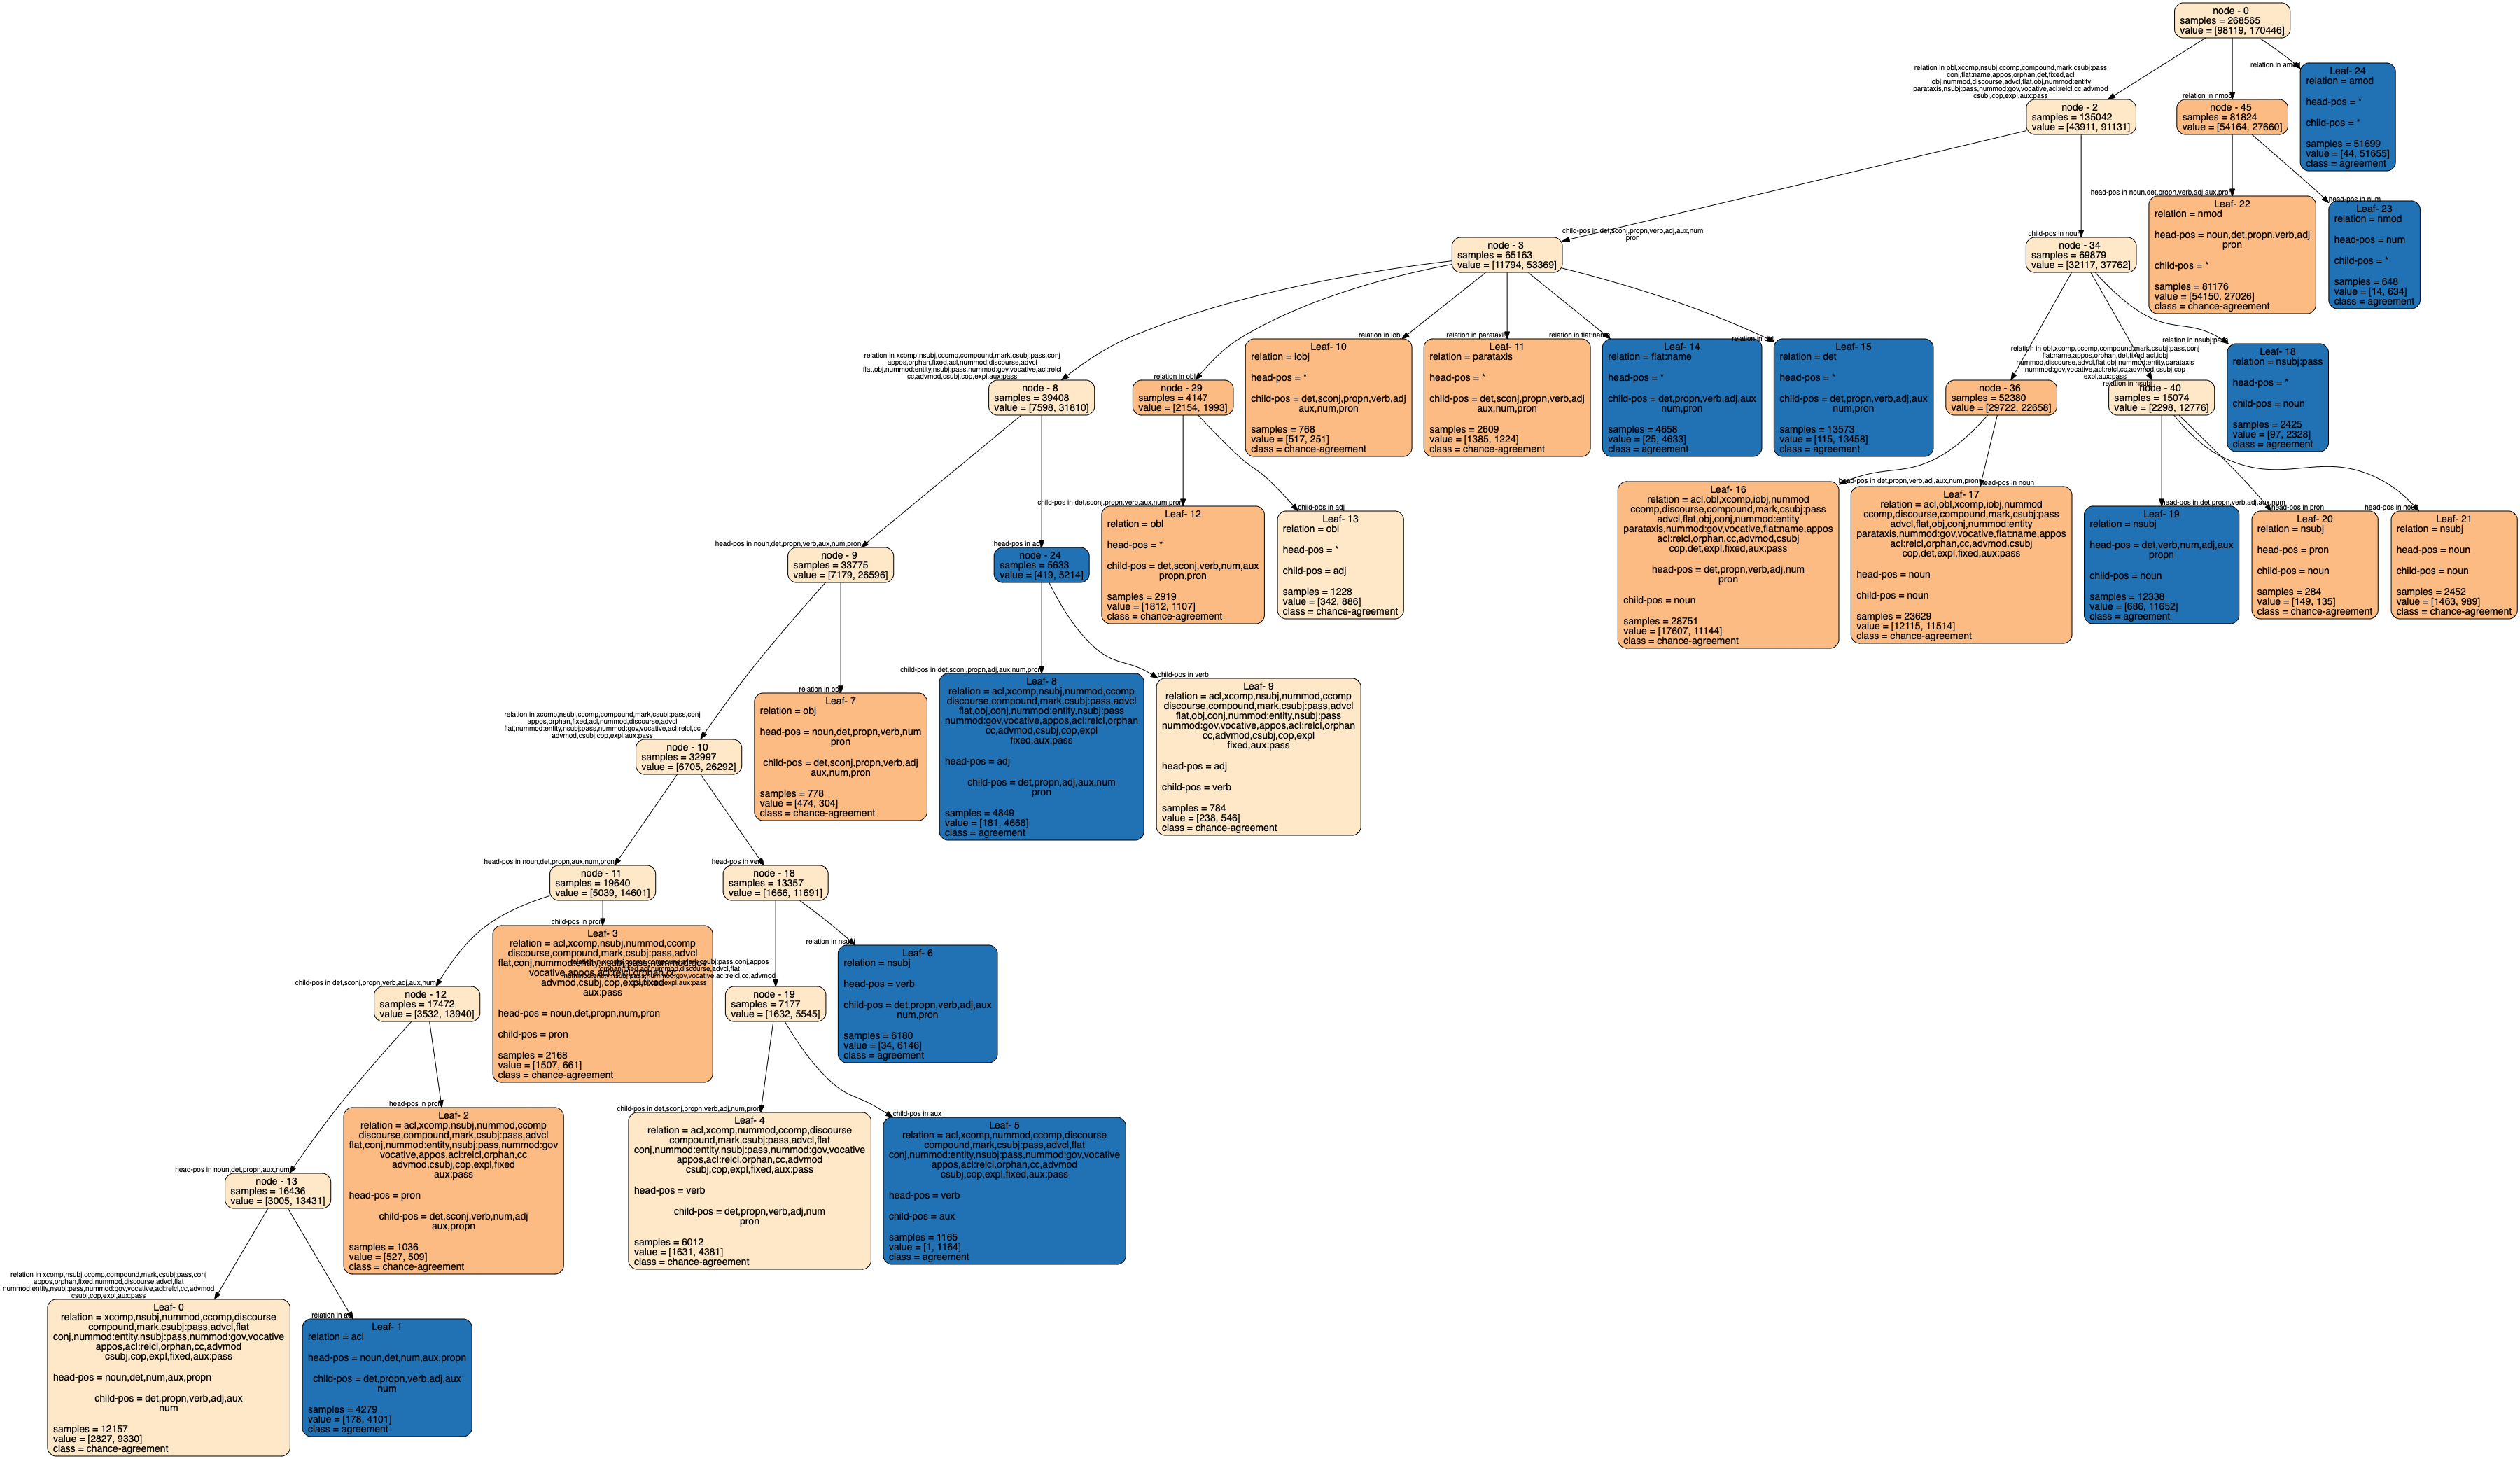 node - 0
samples = 268565
value = [98119, 170446]
relation in obl,xcomp,nsubj,ccomp,compound,mark,csubj:pass
conj,flat:name,appos,orphan,det,fixed,acl
iobj,nummod,discourse,advcl,flat,obj,nummod:entity
parataxis,nsubj:pass,nummod:gov,vocative,acl:relcl,cc,advmod
csubj,cop,expl,aux:pass
node - 2
samples = 135042
value = [43911, 91131]
relation in nmod
node - 45
samples = 81824
value = [54164, 27660]
relation in amod
Leaf- 24
relation = amod
head-pos = *
child-pos = *
samples = 51699
value = [44, 51655]
class = agreement
head-pos in noun,det,propn,verb,adj,aux,pron
Leaf- 22
relation = nmod
head-pos = noun,det,propn,verb,adj
pron
child-pos = *
samples = 81176
value = [54150, 27026]
class = chance-agreement
head-pos in num
Leaf- 23
relation = nmod
head-pos = num
child-pos = *
samples = 648
value = [14, 634]
class = agreement
child-pos in det,sconj,propn,verb,adj,aux,num
pron
node - 3
samples = 65163
value = [11794, 53369]
child-pos in noun
node - 34
samples = 69879
value = [32117, 37762]
relation in xcomp,nsubj,ccomp,compound,mark,csubj:pass,conj
appos,orphan,fixed,acl,nummod,discourse,advcl
flat,obj,nummod:entity,nsubj:pass,nummod:gov,vocative,acl:relcl
cc,advmod,csubj,cop,expl,aux:pass
node - 8
samples = 39408
value = [7598, 31810]
relation in obl
node - 29
samples = 4147
value = [2154, 1993]
relation in iobj
Leaf- 10
relation = iobj
head-pos = *
child-pos = det,sconj,propn,verb,adj
aux,num,pron
samples = 768
value = [517, 251]
class = chance-agreement
relation in parataxis
Leaf- 11
relation = parataxis
head-pos = *
child-pos = det,sconj,propn,verb,adj
aux,num,pron
samples = 2609
value = [1385, 1224]
class = chance-agreement
relation in flat:name
Leaf- 14
relation = flat:name
head-pos = *
child-pos = det,propn,verb,adj,aux
num,pron
samples = 4658
value = [25, 4633]
class = agreement
relation in det
Leaf- 15
relation = det
head-pos = *
child-pos = det,propn,verb,adj,aux
num,pron
samples = 13573
value = [115, 13458]
class = agreement
relation in obl,xcomp,ccomp,compound,mark,csubj:pass,conj
flat:name,appos,orphan,det,fixed,acl,iobj
nummod,discourse,advcl,flat,obj,nummod:entity,parataxis
nummod:gov,vocative,acl:relcl,cc,advmod,csubj,cop
expl,aux:pass
node - 36
samples = 52380
value = [29722, 22658]
relation in nsubj
node - 40
samples = 15074
value = [2298, 12776]
relation in nsubj:pass
Leaf- 18
relation = nsubj:pass
head-pos = *
child-pos = noun
samples = 2425
value = [97, 2328]
class = agreement
head-pos in det,propn,verb,adj,aux,num,pron
Leaf- 16
relation = acl,obl,xcomp,iobj,nummod
ccomp,discourse,compound,mark,csubj:pass
advcl,flat,obj,conj,nummod:entity
parataxis,nummod:gov,vocative,flat:name,appos
acl:relcl,orphan,cc,advmod,csubj
cop,det,expl,fixed,aux:pass
head-pos = det,propn,verb,adj,num
pron
child-pos = noun
samples = 28751
value = [17607, 11144]
class = chance-agreement
head-pos in noun
Leaf- 17
relation = acl,obl,xcomp,iobj,nummod
ccomp,discourse,compound,mark,csubj:pass
advcl,flat,obj,conj,nummod:entity
parataxis,nummod:gov,vocative,flat:name,appos
acl:relcl,orphan,cc,advmod,csubj
cop,det,expl,fixed,aux:pass
head-pos = noun
child-pos = noun
samples = 23629
value = [12115, 11514]
class = chance-agreement
head-pos in det,propn,verb,adj,aux,num
Leaf- 19
relation = nsubj
head-pos = det,verb,num,adj,aux
propn
child-pos = noun
samples = 12338
value = [686, 11652]
class = agreement
head-pos in pron
Leaf- 20
relation = nsubj
head-pos = pron
child-pos = noun
samples = 284
value = [149, 135]
class = chance-agreement
head-pos in noun
Leaf- 21
relation = nsubj
head-pos = noun
child-pos = noun
samples = 2452
value = [1463, 989]
class = chance-agreement
head-pos in noun,det,propn,verb,aux,num,pron
node - 9
samples = 33775
value = [7179, 26596]
head-pos in adj
node - 24
samples = 5633
value = [419, 5214]
child-pos in det,sconj,propn,verb,aux,num,pron
Leaf- 12
relation = obl
head-pos = *
child-pos = det,sconj,verb,num,aux
propn,pron
samples = 2919
value = [1812, 1107]
class = chance-agreement
child-pos in adj
Leaf- 13
relation = obl
head-pos = *
child-pos = adj
samples = 1228
value = [342, 886]
class = chance-agreement
relation in xcomp,nsubj,ccomp,compound,mark,csubj:pass,conj
appos,orphan,fixed,acl,nummod,discourse,advcl
flat,nummod:entity,nsubj:pass,nummod:gov,vocative,acl:relcl,cc
advmod,csubj,cop,expl,aux:pass
node - 10
samples = 32997
value = [6705, 26292]
relation in obj
Leaf- 7
relation = obj
head-pos = noun,det,propn,verb,num
pron
child-pos = det,sconj,propn,verb,adj
aux,num,pron
samples = 778
value = [474, 304]
class = chance-agreement
child-pos in det,sconj,propn,adj,aux,num,pron
Leaf- 8
relation = acl,xcomp,nsubj,nummod,ccomp
discourse,compound,mark,csubj:pass,advcl
flat,obj,conj,nummod:entity,nsubj:pass
nummod:gov,vocative,appos,acl:relcl,orphan
cc,advmod,csubj,cop,expl
fixed,aux:pass
head-pos = adj
child-pos = det,propn,adj,aux,num
pron
samples = 4849
value = [181, 4668]
class = agreement
child-pos in verb
Leaf- 9
relation = acl,xcomp,nsubj,nummod,ccomp
discourse,compound,mark,csubj:pass,advcl
flat,obj,conj,nummod:entity,nsubj:pass
nummod:gov,vocative,appos,acl:relcl,orphan
cc,advmod,csubj,cop,expl
fixed,aux:pass
head-pos = adj
child-pos = verb
samples = 784
value = [238, 546]
class = chance-agreement
head-pos in noun,det,propn,aux,num,pron
node - 11
samples = 19640
value = [5039, 14601]
head-pos in verb
node - 18
samples = 13357
value = [1666, 11691]
child-pos in det,sconj,propn,verb,adj,aux,num
node - 12
samples = 17472
value = [3532, 13940]
child-pos in pron
Leaf- 3
relation = acl,xcomp,nsubj,nummod,ccomp
discourse,compound,mark,csubj:pass,advcl
flat,conj,nummod:entity,nsubj:pass,nummod:gov
vocative,appos,acl:relcl,orphan,cc
advmod,csubj,cop,expl,fixed
aux:pass
head-pos = noun,det,propn,num,pron
child-pos = pron
samples = 2168
value = [1507, 661]
class = chance-agreement
node - 19
samples = 7177
value = [1632, 5545]
relation in nsubj
Leaf- 6
relation = nsubj
head-pos = verb
child-pos = det,propn,verb,adj,aux
num,pron
samples = 6180
value = [34, 6146]
class = agreement
head-pos in noun,det,propn,aux,num
node - 13
samples = 16436
value = [3005, 13431]
head-pos in pron
Leaf- 2
relation = acl,xcomp,nsubj,nummod,ccomp
discourse,compound,mark,csubj:pass,advcl
flat,conj,nummod:entity,nsubj:pass,nummod:gov
vocative,appos,acl:relcl,orphan,cc
advmod,csubj,cop,expl,fixed
aux:pass
head-pos = pron
child-pos = det,sconj,verb,num,adj
aux,propn
samples = 1036
value = [527, 509]
class = chance-agreement
child-pos in det,sconj,propn,verb,adj,num,pron
Leaf- 4
relation = acl,xcomp,nummod,ccomp,discourse
compound,mark,csubj:pass,advcl,flat
conj,nummod:entity,nsubj:pass,nummod:gov,vocative
appos,acl:relcl,orphan,cc,advmod
csubj,cop,expl,fixed,aux:pass
head-pos = verb
child-pos = det,propn,verb,adj,num
pron
samples = 6012
value = [1631, 4381]
class = chance-agreement
child-pos in aux
Leaf- 5
relation = acl,xcomp,nummod,ccomp,discourse
compound,mark,csubj:pass,advcl,flat
conj,nummod:entity,nsubj:pass,nummod:gov,vocative
appos,acl:relcl,orphan,cc,advmod
csubj,cop,expl,fixed,aux:pass
head-pos = verb
child-pos = aux
samples = 1165
value = [1, 1164]
class = agreement
relation in xcomp,nsubj,ccomp,compound,mark,csubj:pass,conj
appos,orphan,fixed,nummod,discourse,advcl,flat
nummod:entity,nsubj:pass,nummod:gov,vocative,acl:relcl,cc,advmod
csubj,cop,expl,aux:pass
Leaf- 0
relation = xcomp,nsubj,nummod,ccomp,discourse
compound,mark,csubj:pass,advcl,flat
conj,nummod:entity,nsubj:pass,nummod:gov,vocative
appos,acl:relcl,orphan,cc,advmod
csubj,cop,expl,fixed,aux:pass
head-pos = noun,det,num,aux,propn
child-pos = det,propn,verb,adj,aux
num
samples = 12157
value = [2827, 9330]
class = chance-agreement
relation in acl
Leaf- 1
relation = acl
head-pos = noun,det,num,aux,propn
child-pos = det,propn,verb,adj,aux
num
samples = 4279
value = [178, 4101]
class = agreement